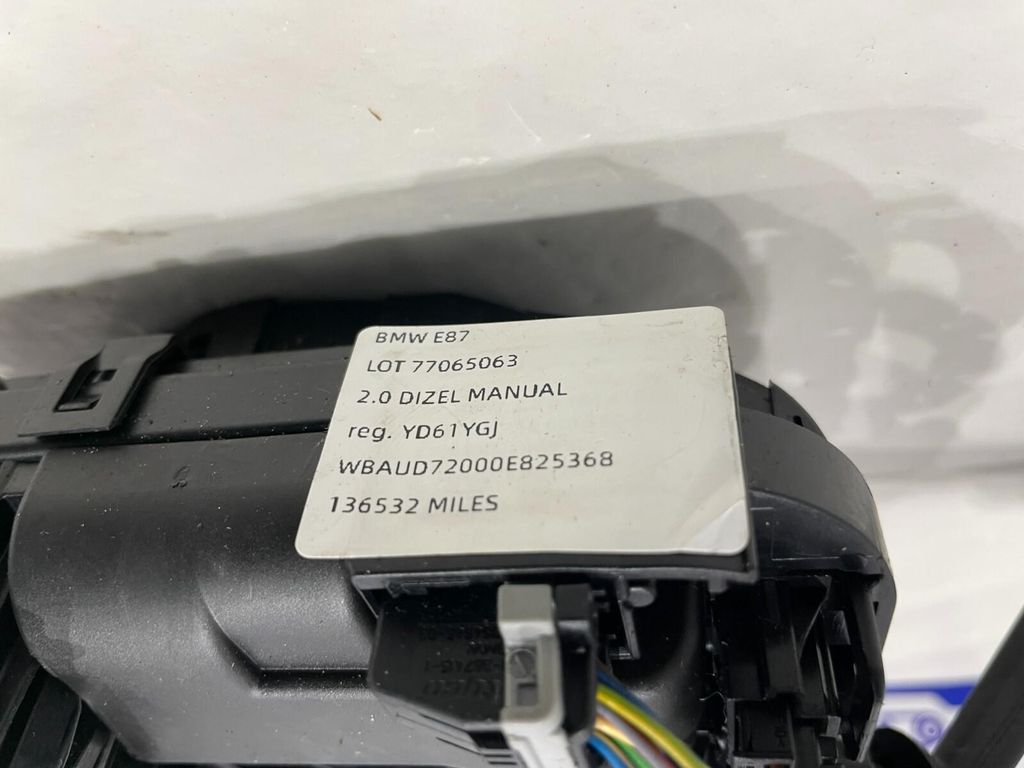 BMW E87
LOT 77065063
2.0 DIZEL MANUAL
reg. YD61YGJ
WBAUD72000E825368
136532 MILES